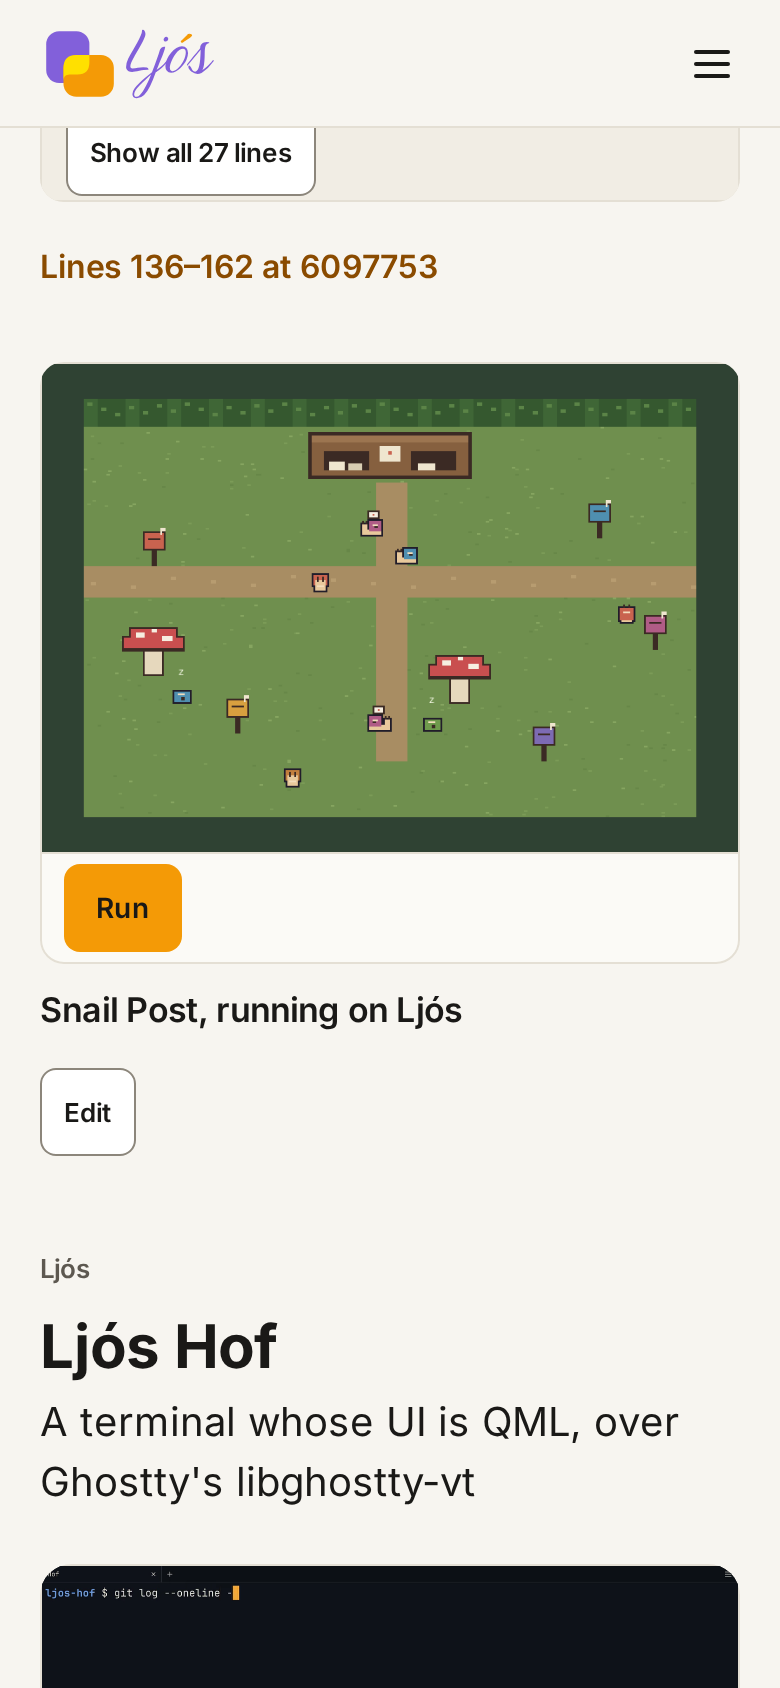 Ljós
Show all 27 lines
Lines 136–162 at 6097753
z
z
Run
Snail Post, running on Ljós
Edit
Ljós
Ljós Hof
A terminal whose UI is QML, over
Ghostty's libghostty-vt
Hof × +
ljos-hof $ git log --oneline -